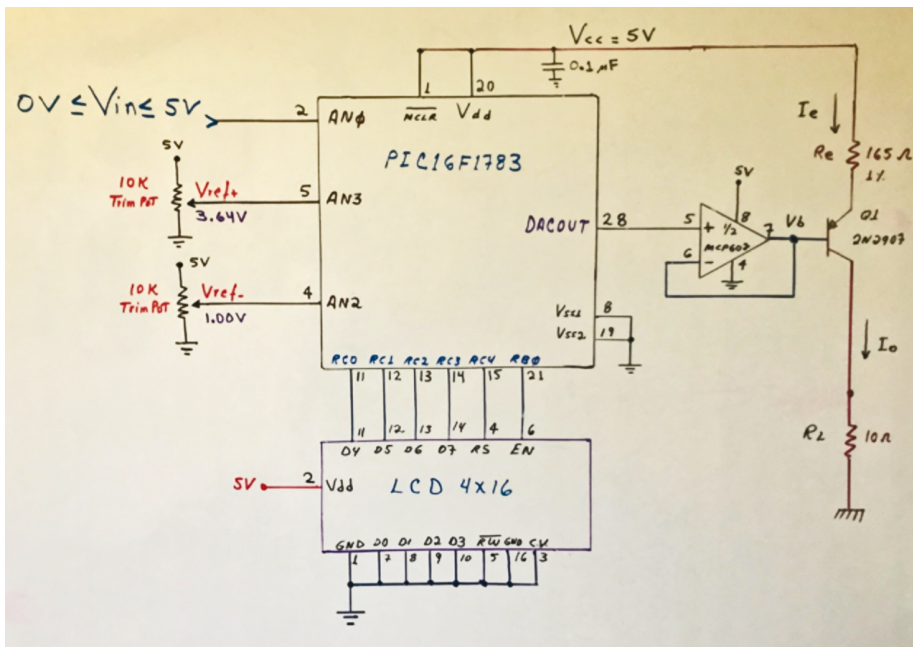 Vcc = 5V
0.1 µF
1
20
MCLR Vdd
0V ≤ Vin ≤ 5V
2
ANØ
PIC16F1783
5V
10K
Trim PoT
Vref+
3.64V
5
AN3
5V
10K
Trim PoT
Vref-
1.00V
4
AN2
DACOUT
28
Vss1
8
Vss2
19
5V
8
5
+
1/2
MCP602
6
-
4
7
Vb
Ie
Re
165 Ω
1%
Q1
2N2907
Io
RL
10Ω
RC0 RC1 RC2 RC3 RC4 RBØ
11 12 13 14 15 21
11 12 13 14 4 6
D4 D5 D6 D7 RS EN
5V
2
Vdd
LCD 4x16
GND D0 D1 D2 D3 RW GND CV
1 7 8 9 10 5 16 3